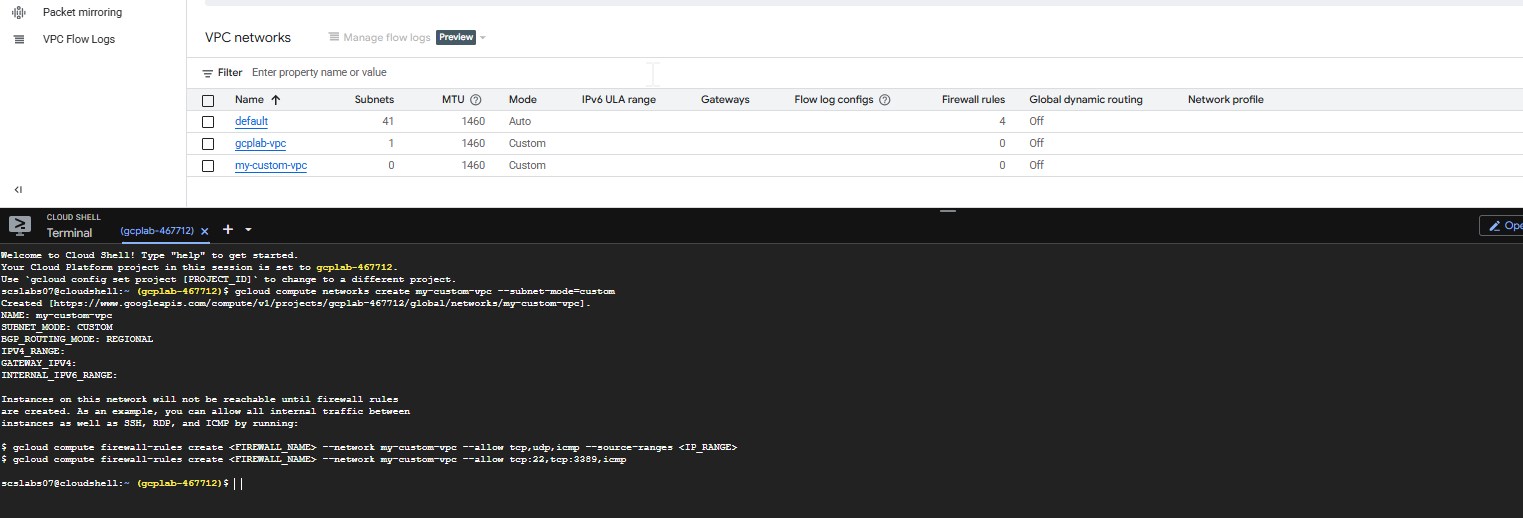 Packet mirroring
VPC Flow Logs
VPC networks Manage flow logs Preview
Filter Enter property name or value
Name Subnets MTU Mode IPv6 ULA range Gateways Flow log configs Firewall rules Global dynamic routing Network profile
default 41 1460 Auto 4 Off
gcplab-vpc 1 1460 Custom 0 Off
my-custom-vpc 0 1460 Custom 0 Off
CLOUD SHELL
Terminal (gcplab-467712) Ope
Welcome to Cloud Shell! Type "help" to get started.
Your Cloud Platform project in this session is set to gcplab-467712.
Use `gcloud config set project [PROJECT_ID]` to change to a different project.
scslabs07@cloudshell:~ (gcplab-467712)$ gcloud compute networks create my-custom-vpc --subnet-mode=custom
Created [https://www.googleapis.com/compute/v1/projects/gcplab-467712/global/networks/my-custom-vpc].
NAME: my-custom-vpc
SUBNET_MODE: CUSTOM
BGP_ROUTING_MODE: REGIONAL
IPV4_RANGE:
GATEWAY_IPV4:
INTERNAL_IPV6_RANGE:
Instances on this network will not be reachable until firewall rules
are created. As an example, you can allow all internal traffic between
instances as well as SSH, RDP, and ICMP by running:
$ gcloud compute firewall-rules create <FIREWALL_NAME> --network my-custom-vpc --allow tcp,udp,icmp --source-ranges <IP_RANGE>
$ gcloud compute firewall-rules create <FIREWALL_NAME> --network my-custom-vpc --allow tcp:22,tcp:3389,icmp
scslabs07@cloudshell:~ (gcplab-467712)$